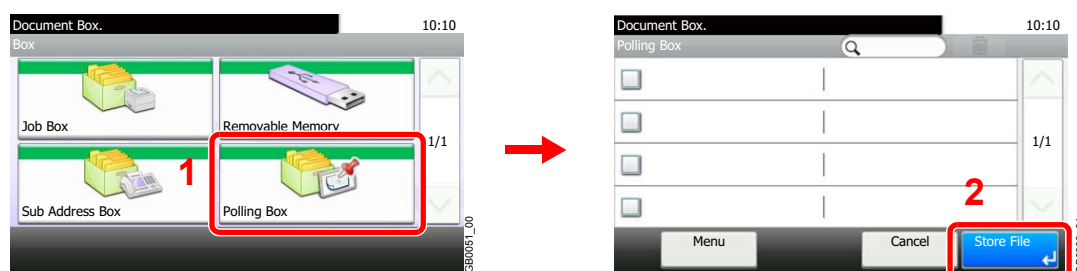 Document Box.
10:10
Box
Job Box
Removable Memory
1/1
1
Sub Address Box
Polling Box
GB0051_00
Document Box.
10:10
Polling Box
1/1
2
Menu
Cancel
Store File